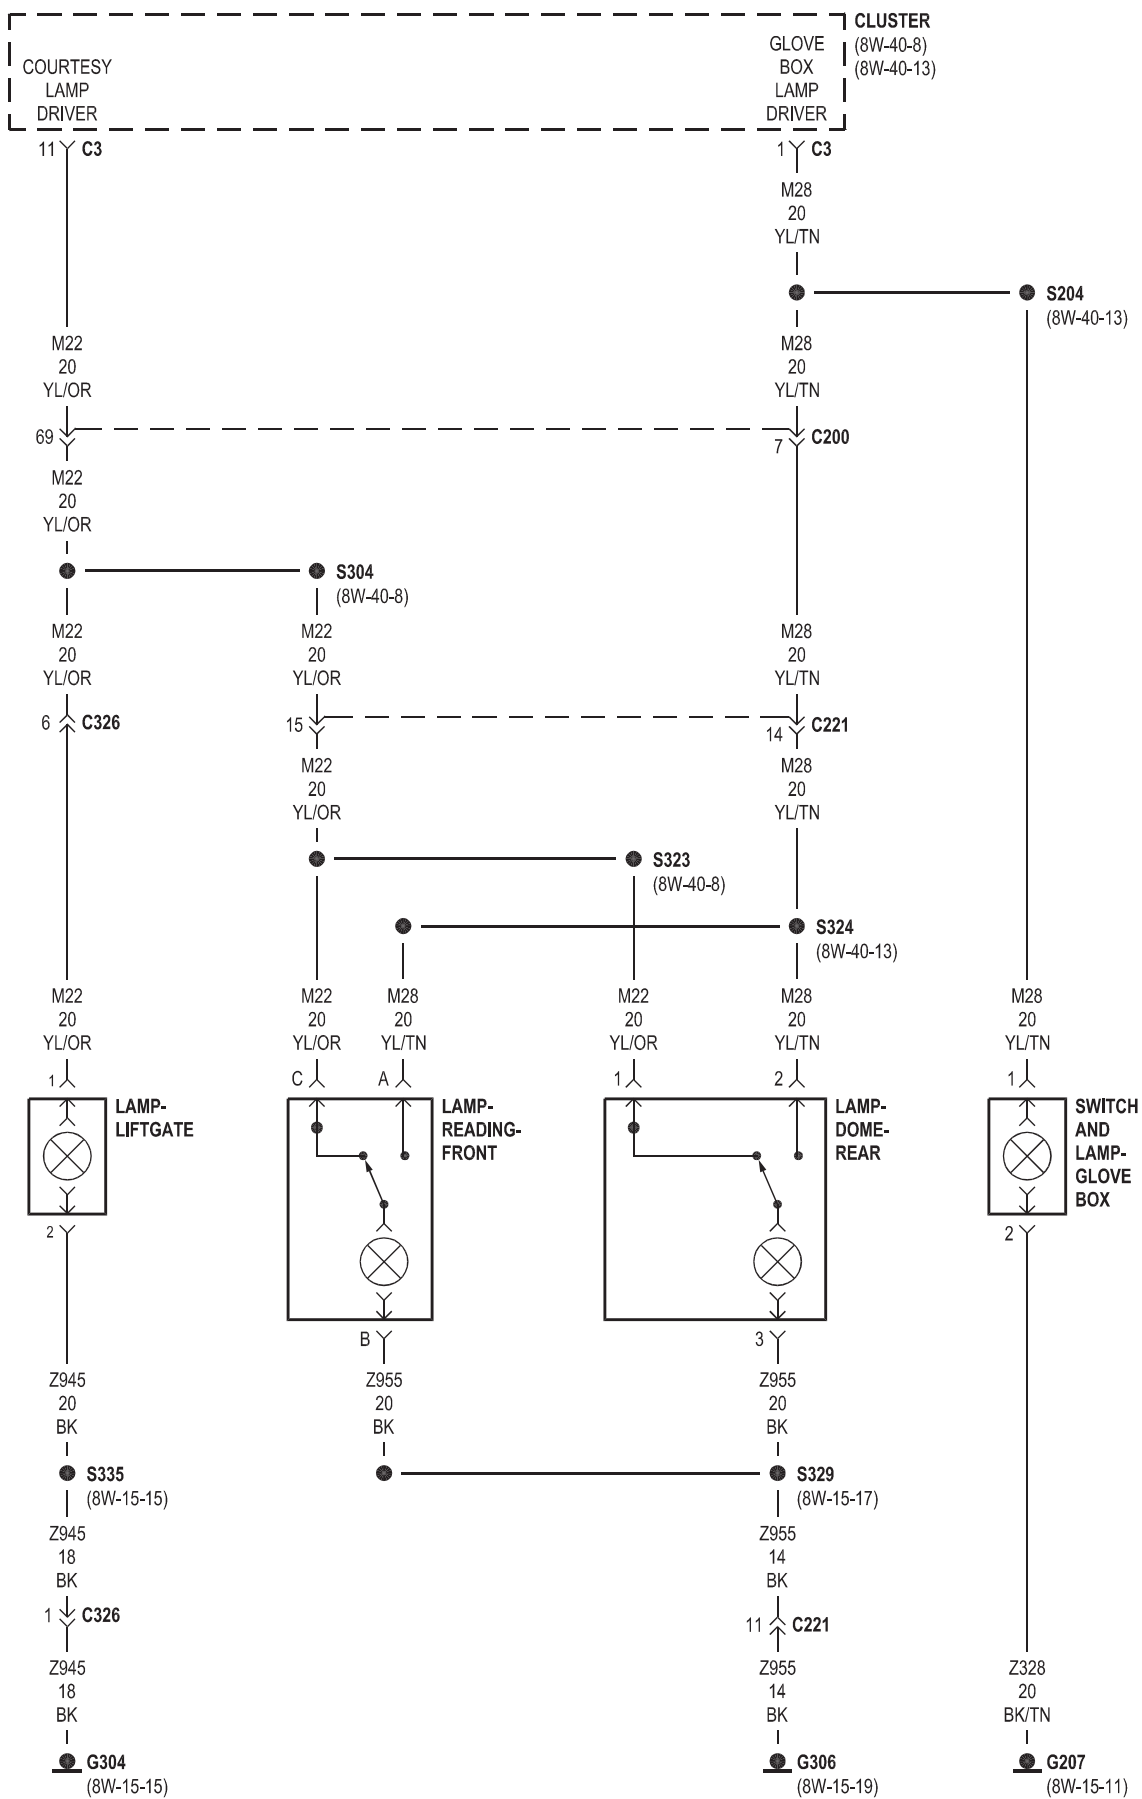 CLUSTER
(8W-40-8)
(8W-40-13)
COURTESY
LAMP
DRIVER
GLOVE
BOX
LAMP
DRIVER
11 C3
1 C3
M28
20
YL/TN
S204
(8W-40-13)
M22
20
YL/OR
M28
20
YL/TN
69
7 C200
M22
20
YL/OR
S304
(8W-40-8)
M22
20
YL/OR
M22
20
YL/OR
M28
20
YL/TN
6 C326
15
14 C221
M22
20
YL/OR
M28
20
YL/TN
S323
(8W-40-8)
S324
(8W-40-13)
M22
20
YL/OR
M22
20
YL/OR
M28
20
YL/TN
M22
20
YL/OR
M28
20
YL/TN
M28
20
YL/TN
1
C
A
1
2
1
LAMP-
LIFTGATE
LAMP-
READING-
FRONT
LAMP-
DOME-
REAR
SWITCH
AND
LAMP-
GLOVE
BOX
2
B
3
2
Z945
20
BK
Z955
20
BK
Z955
20
BK
S335
(8W-15-15)
S329
(8W-15-17)
Z945
18
BK
Z955
14
BK
1 C326
11 C221
Z945
18
BK
Z955
14
BK
Z328
20
BK/TN
G304
(8W-15-15)
G306
(8W-15-19)
G207
(8W-15-11)